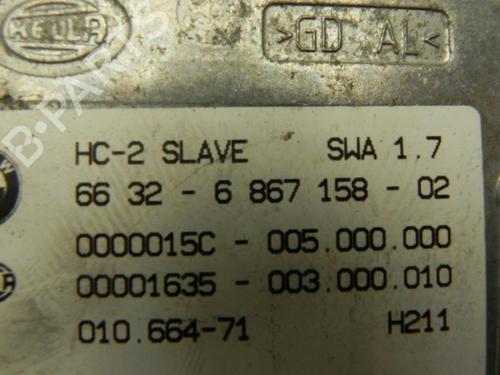 HELLA
>GD AL<
HC-2 SLAVE SWA 1.7
66 32 - 6 867 158 - 02
0000015C - 005.000.000
00001635 - 003.000.010
010.664-71 H211
B-PARTS